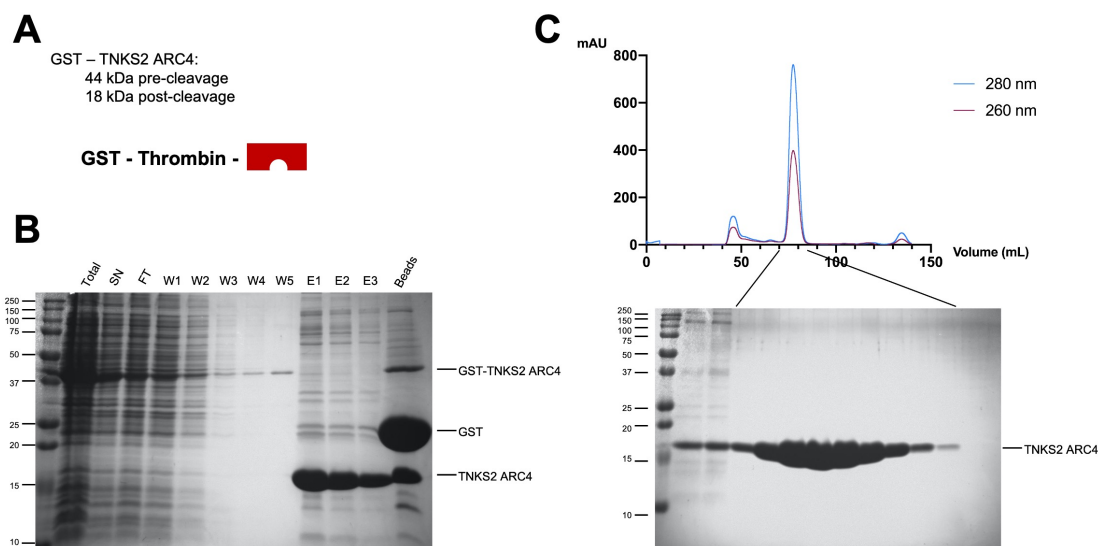 A
GST – TNKS2 ARC4:
44 kDa pre-cleavage
18 kDa post-cleavage
GST - Thrombin -
B
Total SN FT W1 W2 W3 W4 W5 E1 E2 E3 Beads
250
150
100
75
50
37
25
20
15
10
GST-TNKS2 ARC4
GST
TNKS2 ARC4
C
mAU
800
600
400
200
0
0 50 100 150
Volume (mL)
280 nm
260 nm
250
150
100
75
50
37
25
20
15
10
TNKS2 ARC4